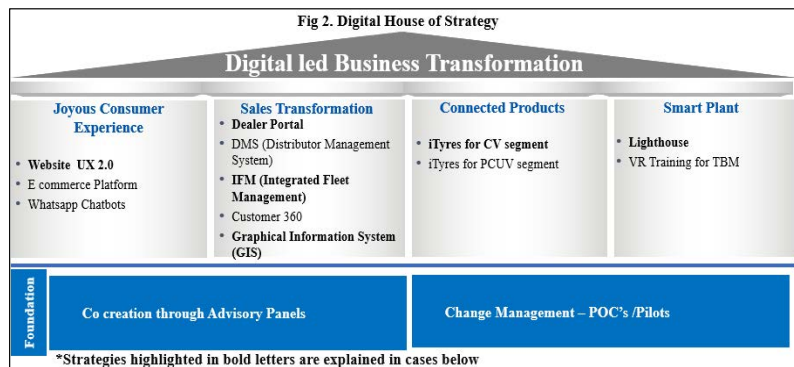 Fig 2. Digital House of Strategy
Digital led Business Transformation
Joyous Consumer
Experience
• Website UX 2.0
• E commerce Platform
• Whatsapp Chatbots
Sales Transformation
• Dealer Portal
• DMS (Distributor Management
System)
• IFM (Integrated Fleet
Management)
• Customer 360
• Graphical Information System
(GIS)
Connected Products
• iTyres for CV segment
• iTyres for PCUV segment
Smart Plant
• Lighthouse
• VR Training for TBM
Foundation
Co creation through Advisory Panels
Change Management – POC's /Pilots
*Strategies highlighted in bold letters are explained in cases below